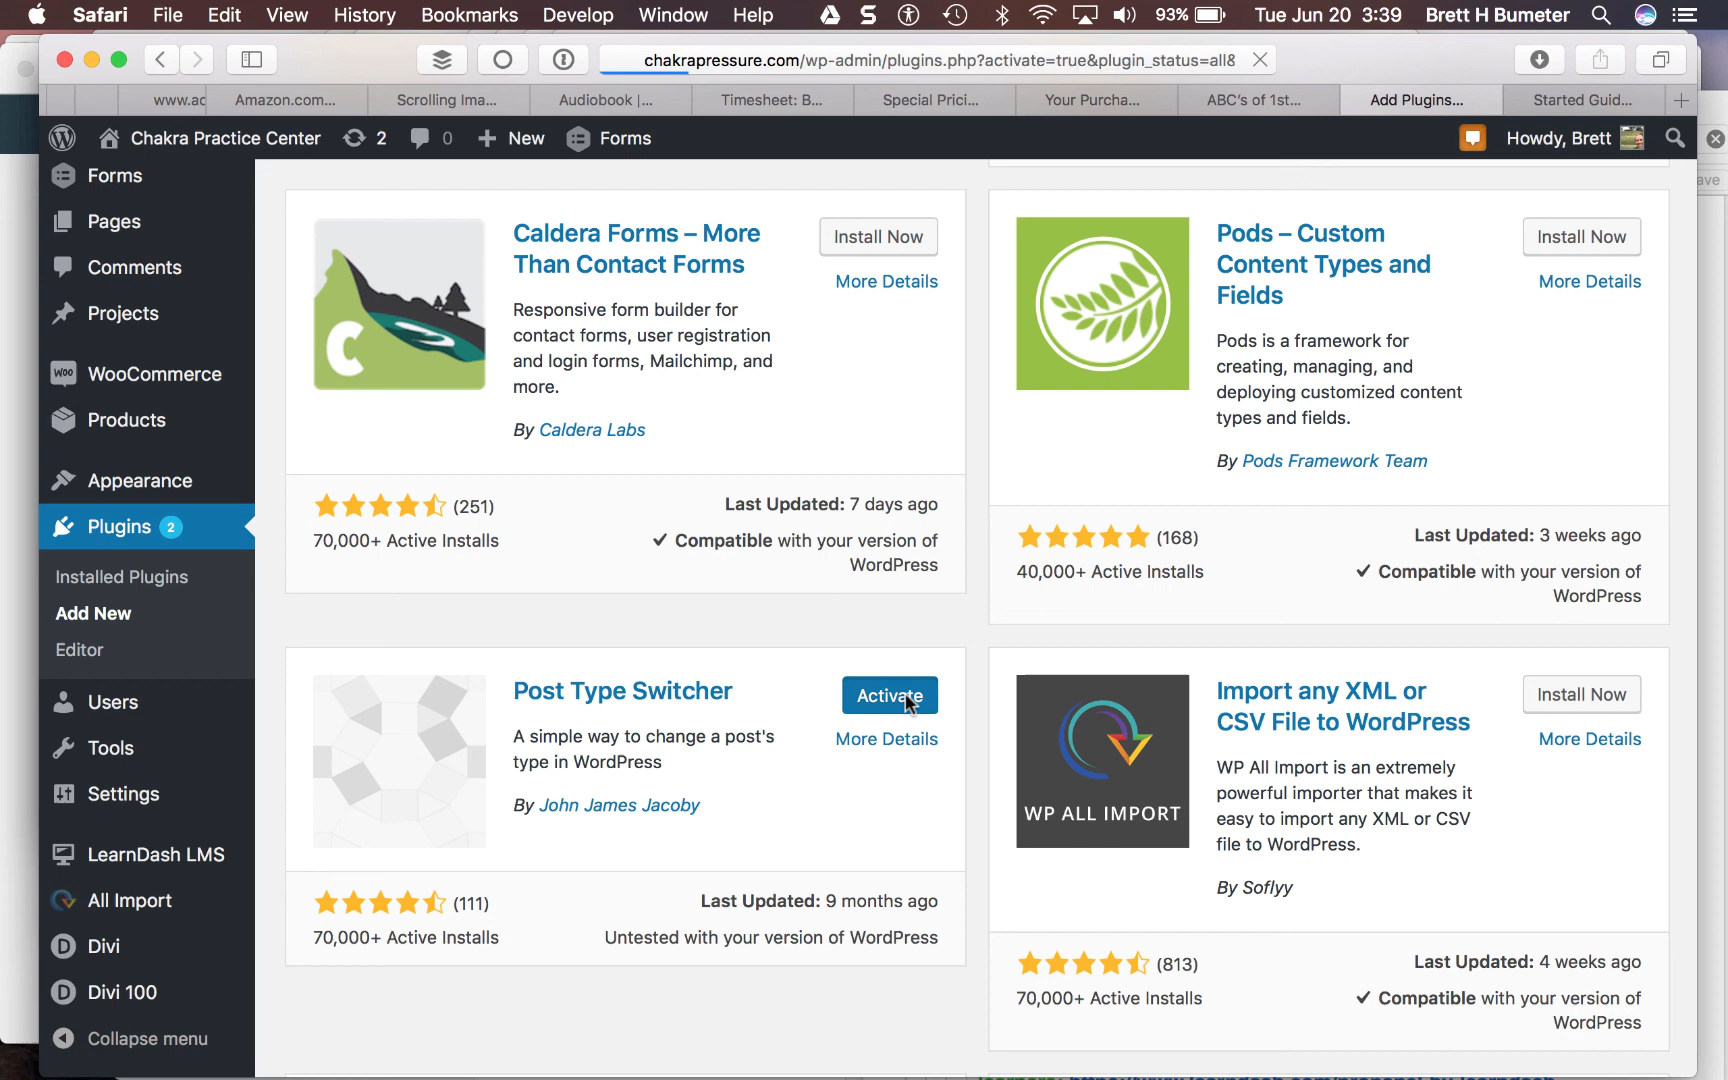 Safari File Edit View History Bookmarks Develop Window Help 93% Tue Jun 20 3:39 Brett H Bumeter
chakrapressure.com/wp-admin/plugins.php?activate=true&plugin_status=all&
www.ac Amazon.com... Scrolling Ima... Audiobook |... Timesheet: B... Special Prici... Your Purcha... ABC's of 1st... Add Plugins... Started Guid...
Chakra Practice Center 2 0 New Forms Howdy, Brett
Forms
Pages
Comments
Projects
WooCommerce
Products
Appearance
Plugins 2
Installed Plugins
Add New
Editor
Users
Tools
Settings
LearnDash LMS
All Import
Divi
Divi 100
Collapse menu
Caldera Forms – More
Than Contact Forms
Install Now
More Details
Responsive form builder for
contact forms, user registration
and login forms, Mailchimp, and
more.
By Caldera Labs
(251)
70,000+ Active Installs
Last Updated: 7 days ago
✓ Compatible with your version of
WordPress
Pods – Custom
Content Types and
Fields
Install Now
More Details
Pods is a framework for
creating, managing, and
deploying customized content
types and fields.
By Pods Framework Team
(168)
40,000+ Active Installs
Last Updated: 3 weeks ago
✓ Compatible with your version of
WordPress
Post Type Switcher
Activate
More Details
A simple way to change a post's
type in WordPress
By John James Jacoby
(111)
70,000+ Active Installs
Last Updated: 9 months ago
Untested with your version of WordPress
WP ALL IMPORT
Import any XML or
CSV File to WordPress
Install Now
More Details
WP All Import is an extremely
powerful importer that makes it
easy to import any XML or CSV
file to WordPress.
By Soflyy
(813)
70,000+ Active Installs
Last Updated: 4 weeks ago
✓ Compatible with your version of
WordPress